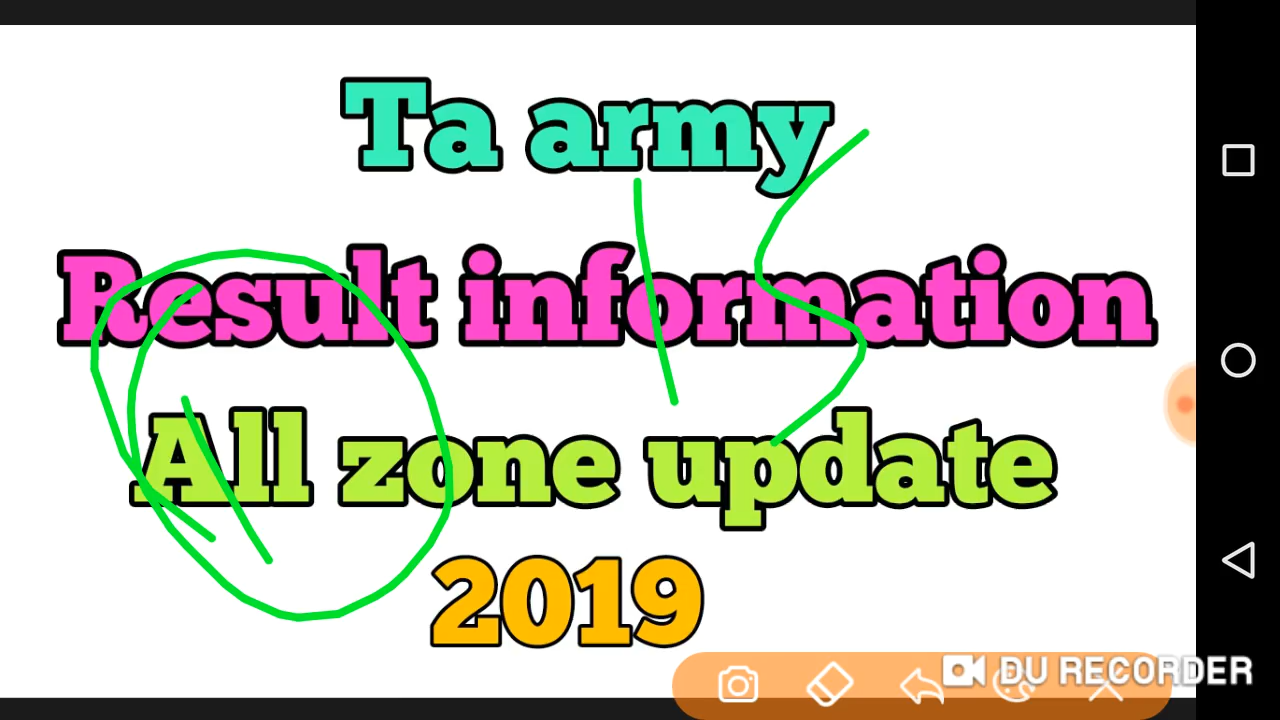 Ta army
Result information
All zone update
2019
DU RECORDER